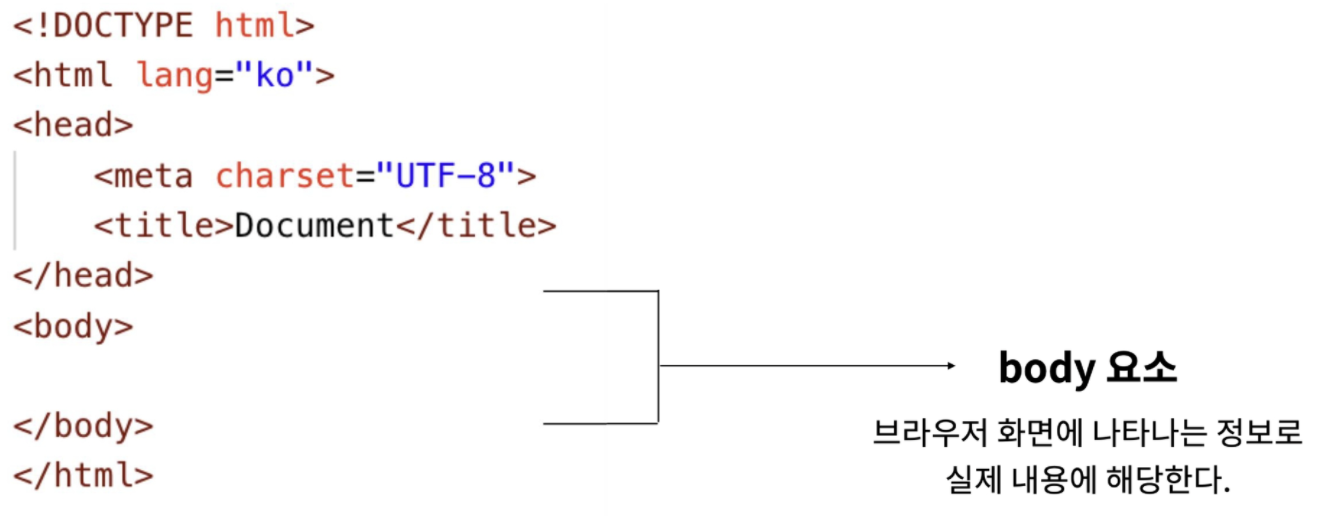 <!DOCTYPE html>
<html lang="ko">
<head>
    <meta charset="UTF-8">
    <title>Document</title>
</head>
<body>
</body>
</html>
body 요소
브라우저 화면에 나타나는 정보로
실제 내용에 해당한다.